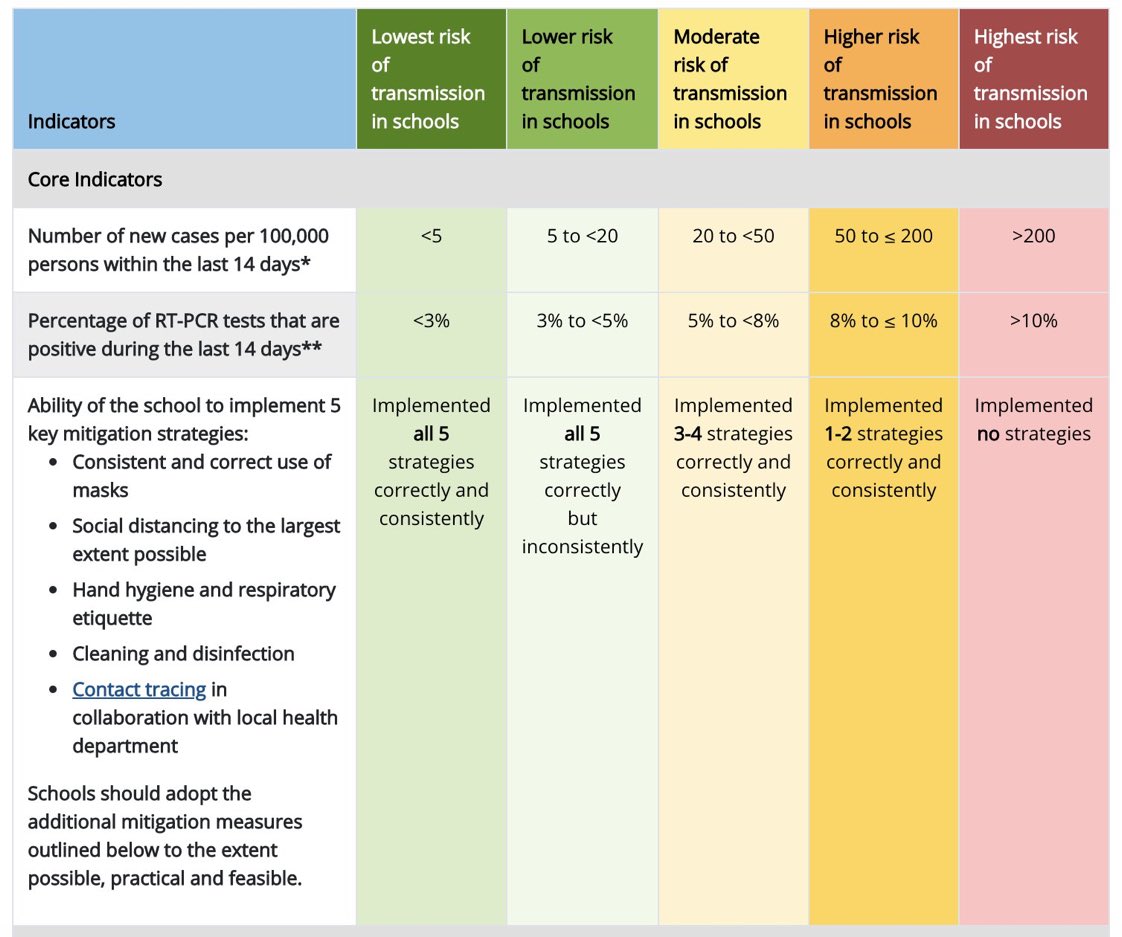 Indicators
Lowest risk
of
transmission
in schools
Lower risk
of
transmission
in schools
Moderate
risk of
transmission
in schools
Higher risk
of
transmission
in schools
Highest risk
of
transmission
in schools
Core Indicators
Number of new cases per 100,000
persons within the last 14 days*
<5
5 to <20
20 to <50
50 to ≤ 200
>200
Percentage of RT-PCR tests that are
positive during the last 14 days**
<3%
3% to <5%
5% to <8%
8% to ≤ 10%
>10%
Ability of the school to implement 5
key mitigation strategies:
• Consistent and correct use of
masks
• Social distancing to the largest
extent possible
• Hand hygiene and respiratory
etiquette
• Cleaning and disinfection
• Contact tracing in
collaboration with local health
department
Schools should adopt the
additional mitigation measures
outlined below to the extent
possible, practical and feasible.
Implemented
all 5
strategies
correctly and
consistently
Implemented
all 5
strategies
correctly
but
inconsistently
Implemented
3-4 strategies
correctly and
consistently
Implemented
1-2 strategies
correctly and
consistently
Implemented
no strategies